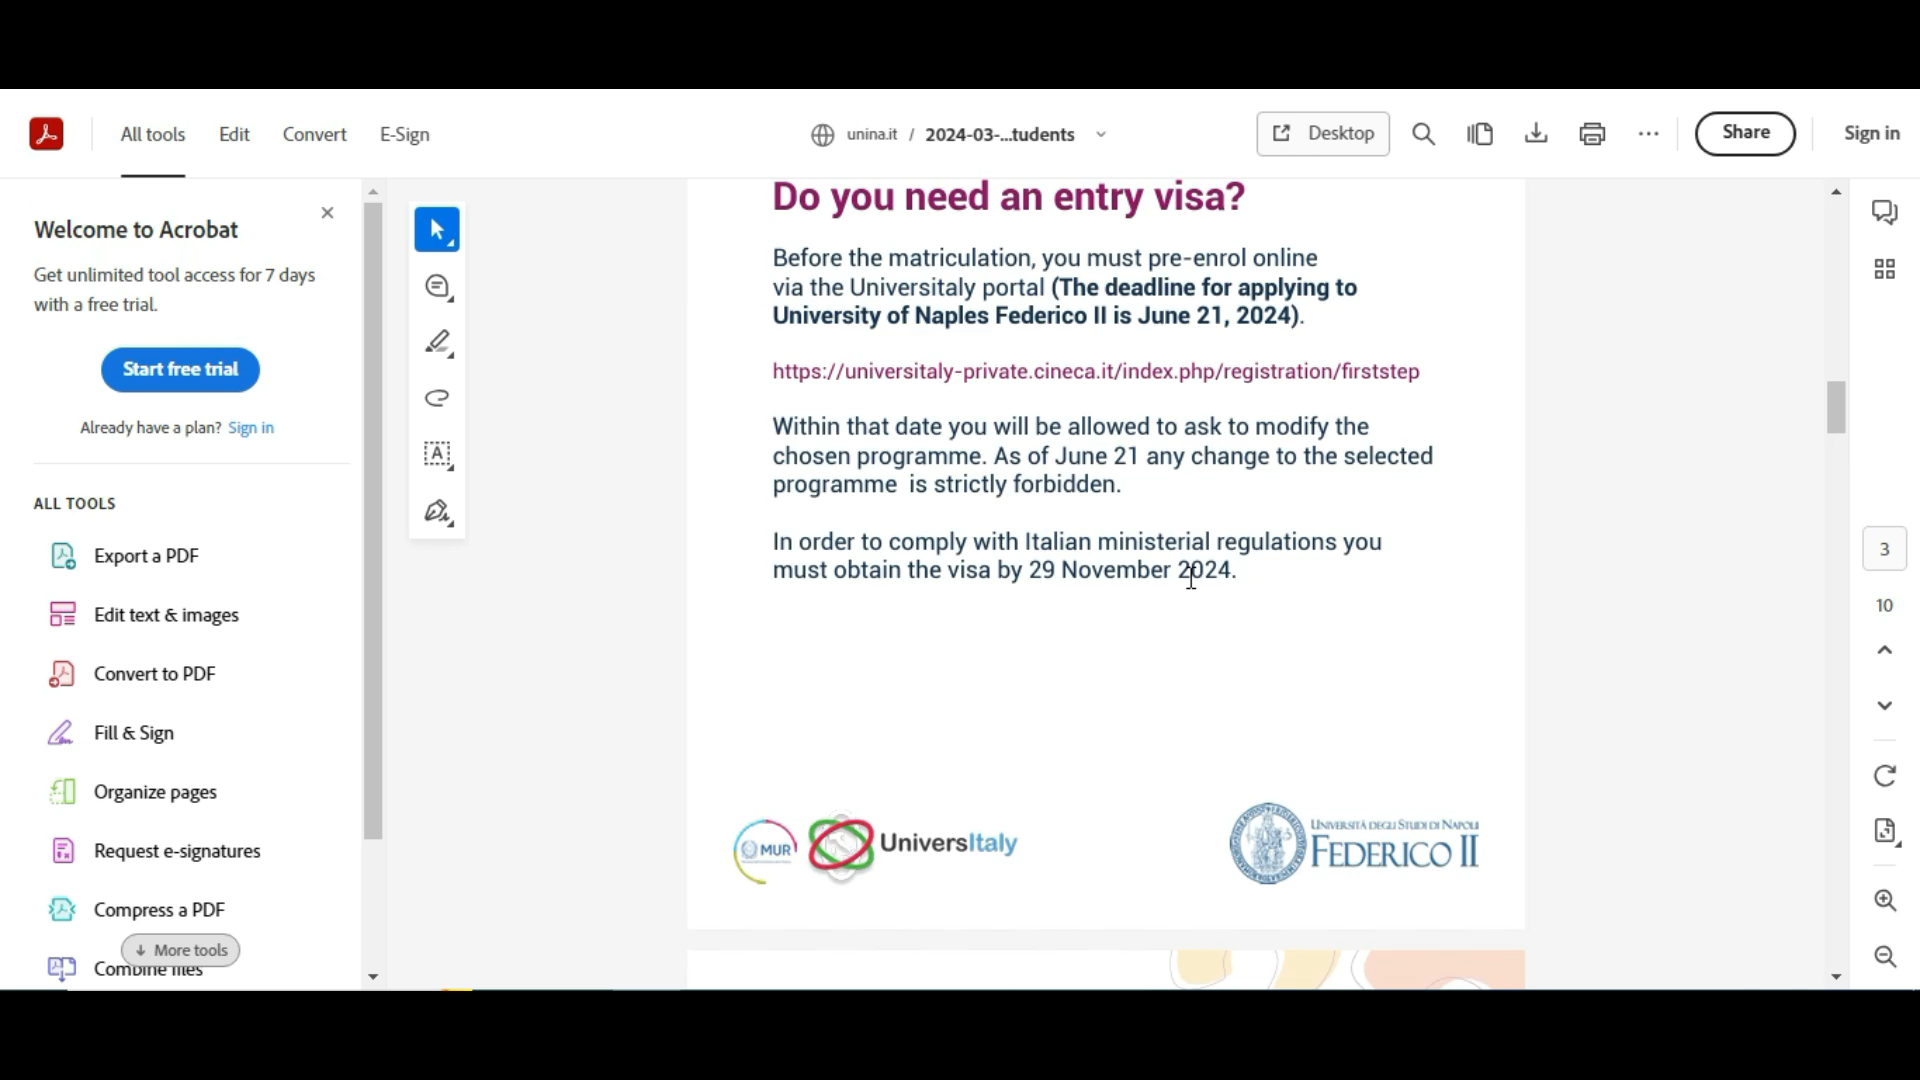 All tools
Edit
Convert
E-Sign
unina.it / 2024-03-...tudents
Desktop
Share
Sign in
Welcome to Acrobat
Get unlimited tool access for 7 days
with a free trial.
Start free trial
Already have a plan? Sign in
ALL TOOLS
Export a PDF
Edit text & images
Convert to PDF
Fill & Sign
Organize pages
Request e-signatures
Compress a PDF
More tools
Combine files
Do you need an entry visa?
Before the matriculation, you must pre-enrol online
via the Universitaly portal (The deadline for applying to
University of Naples Federico II is June 21, 2024).
https://universitaly-private.cineca.it/index.php/registration/firststep
Within that date you will be allowed to ask to modify the
chosen programme. As of June 21 any change to the selected
programme is strictly forbidden.
In order to comply with Italian ministerial regulations you
must obtain the visa by 29 November 2024.
MUR
UniversItaly
UNIVERSITÀ DEGLI STUDI DI NAPOLI
FEDERICO II
3
10